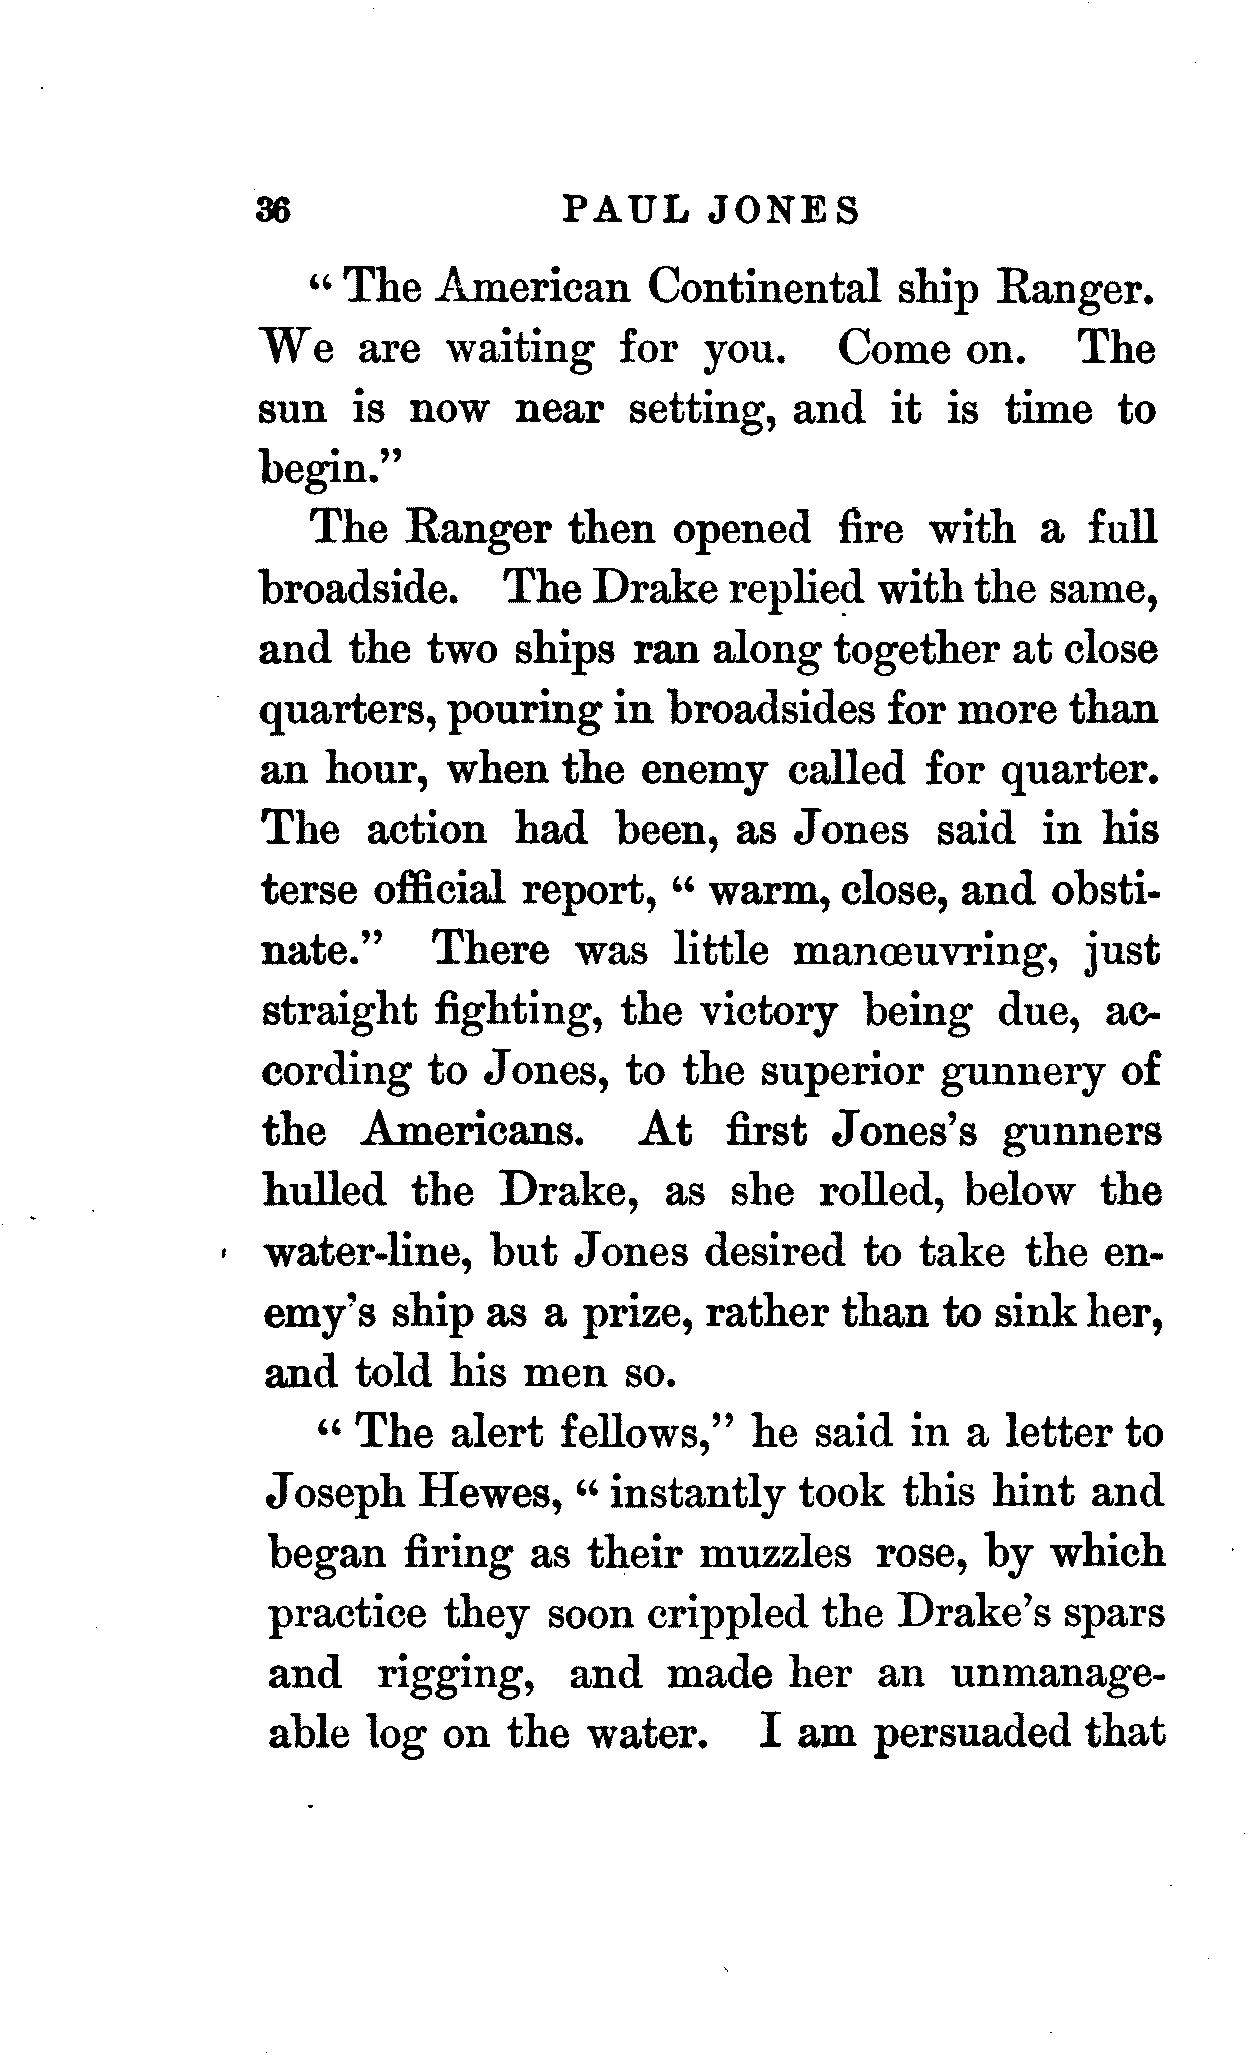 36 PAUL JONES
“ The American Continental ship Ranger.
We are waiting for you. Come on. The
sun is now near setting, and it is time to
begin.”
The Ranger then opened fire with a full
broadside. The Drake replied with the same,
and the two ships ran along together at close
quarters, pouring in broadsides for more than
an hour, when the enemy called for quarter.
The action had been, as Jones said in his
terse official report, “ warm, close, and obsti-
nate.” There was little manœuvring, just
straight fighting, the victory being due, ac-
cording to Jones, to the superior gunnery of
the Americans. At first Jones’s gunners
hulled the Drake, as she rolled, below the
water-line, but Jones desired to take the en-
emy’s ship as a prize, rather than to sink her,
and told his men so.
“ The alert fellows,” he said in a letter to
Joseph Hewes, “ instantly took this hint and
began firing as their muzzles rose, by which
practice they soon crippled the Drake’s spars
and rigging, and made her an unmanage-
able log on the water. I am persuaded that